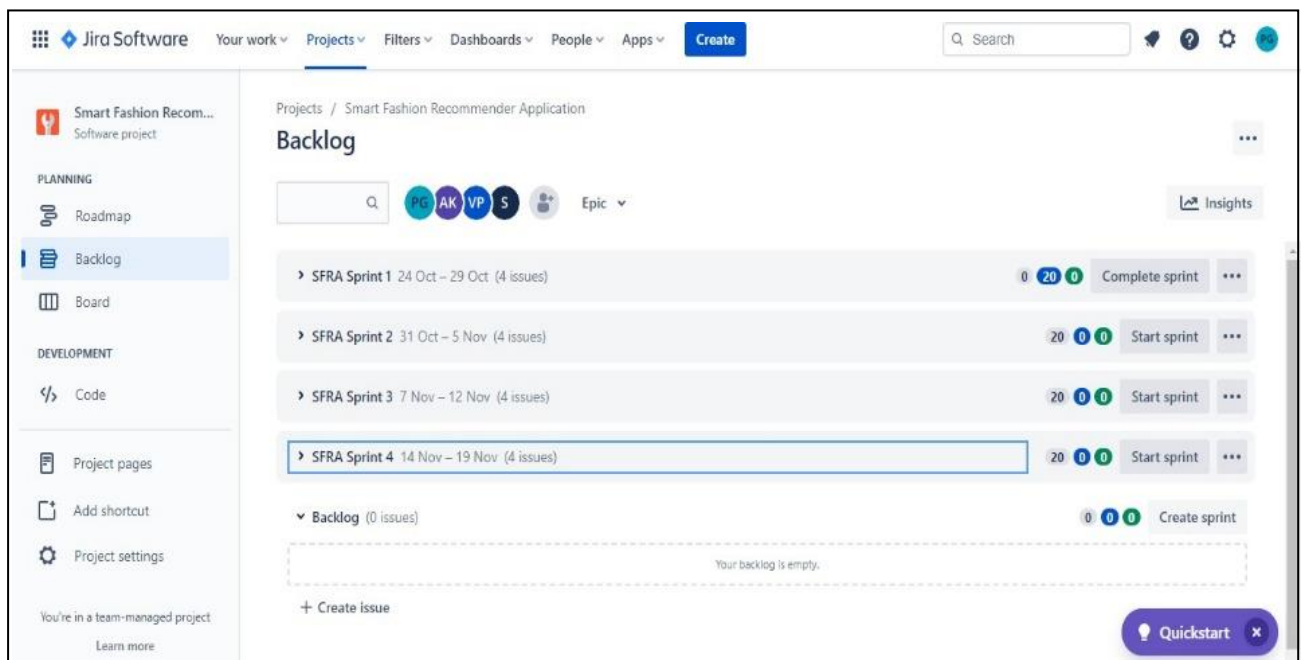 Jira Software Your work Projects Filters Dashboards People Apps Create Search PG
Smart Fashion Recom...
Software project
PLANNING
Roadmap
Backlog
Board
DEVELOPMENT
Code
Project pages
Add shortcut
Project settings
You're in a team-managed project
Learn more
Projects / Smart Fashion Recommender Application
Backlog
PG AK VP S Epic Insights
SFRA Sprint 1 24 Oct – 29 Oct (4 issues) 0 20 0 Complete sprint
SFRA Sprint 2 31 Oct – 5 Nov (4 issues) 20 0 0 Start sprint
SFRA Sprint 3 7 Nov – 12 Nov (4 issues) 20 0 0 Start sprint
SFRA Sprint 4 14 Nov – 19 Nov (4 issues) 20 0 0 Start sprint
Backlog (0 issues) 0 0 0 Create sprint
Your backlog is empty.
+ Create issue
Quickstart x